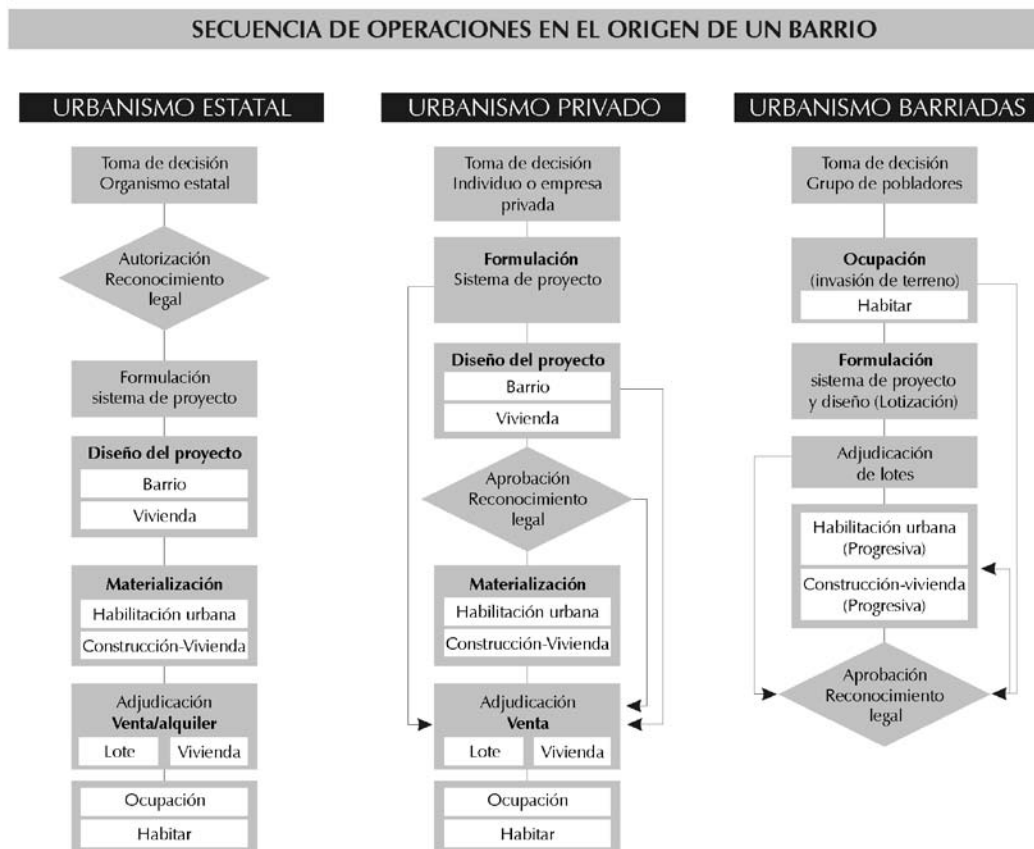 SECUENCIA DE OPERACIONES EN EL ORIGEN DE UN BARRIO
URBANISMO ESTATAL
Toma de decisión
Organismo estatal
Autorización
Reconocimiento
legal
Formulación
sistema de proyecto
Diseño del proyecto
Barrio
Vivienda
Materialización
Habilitación urbana
Construcción-Vivienda
Adjudicación
Venta/alquiler
Lote
Vivienda
Ocupación
Habitar
URBANISMO PRIVADO
Toma de decisión
Individuo o empresa
privada
Formulación
Sistema de proyecto
Diseño del proyecto
Barrio
Vivienda
Aprobación
Reconocimiento
legal
Materialización
Habilitación urbana
Construcción-Vivienda
Adjudicación
Venta
Lote
Vivienda
Ocupación
Habitar
URBANISMO BARRIADAS
Toma de decisión
Grupo de pobladores
Ocupación
(invasión de terreno)
Habitar
Formulación
sistema de proyecto
y diseño (Lotización)
Adjudicación
de lotes
Habilitación urbana
(Progresiva)
Construcción-vivienda
(Progresiva)
Aprobación
Reconocimiento
legal